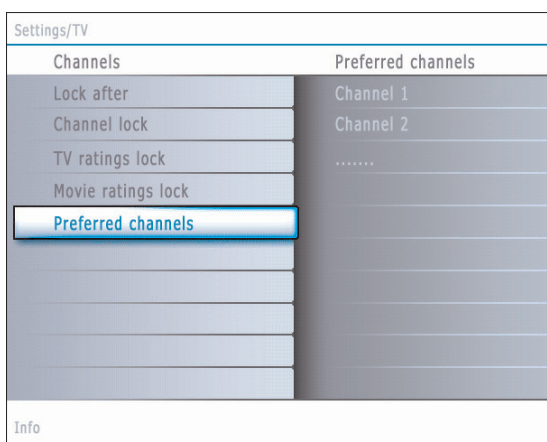 Settings/TV
Channels
Preferred channels
Lock after
Channel 1
Channel lock
Channel 2
TV ratings lock
.......
Movie ratings lock
Preferred channels
Info